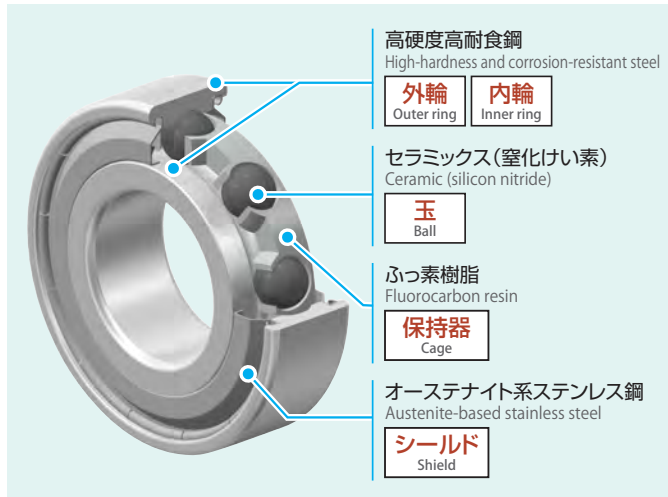 高硬度高耐食鋼
High-hardness and corrosion-resistant steel
外輪
Outer ring
内輪
Inner ring
セラミックス（窒化けい素）
Ceramic (silicon nitride)
玉
Ball
ふっ素樹脂
Fluorocarbon resin
保持器
Cage
オーステナイト系ステンレス鋼
Austenite-based stainless steel
シールド
Shield